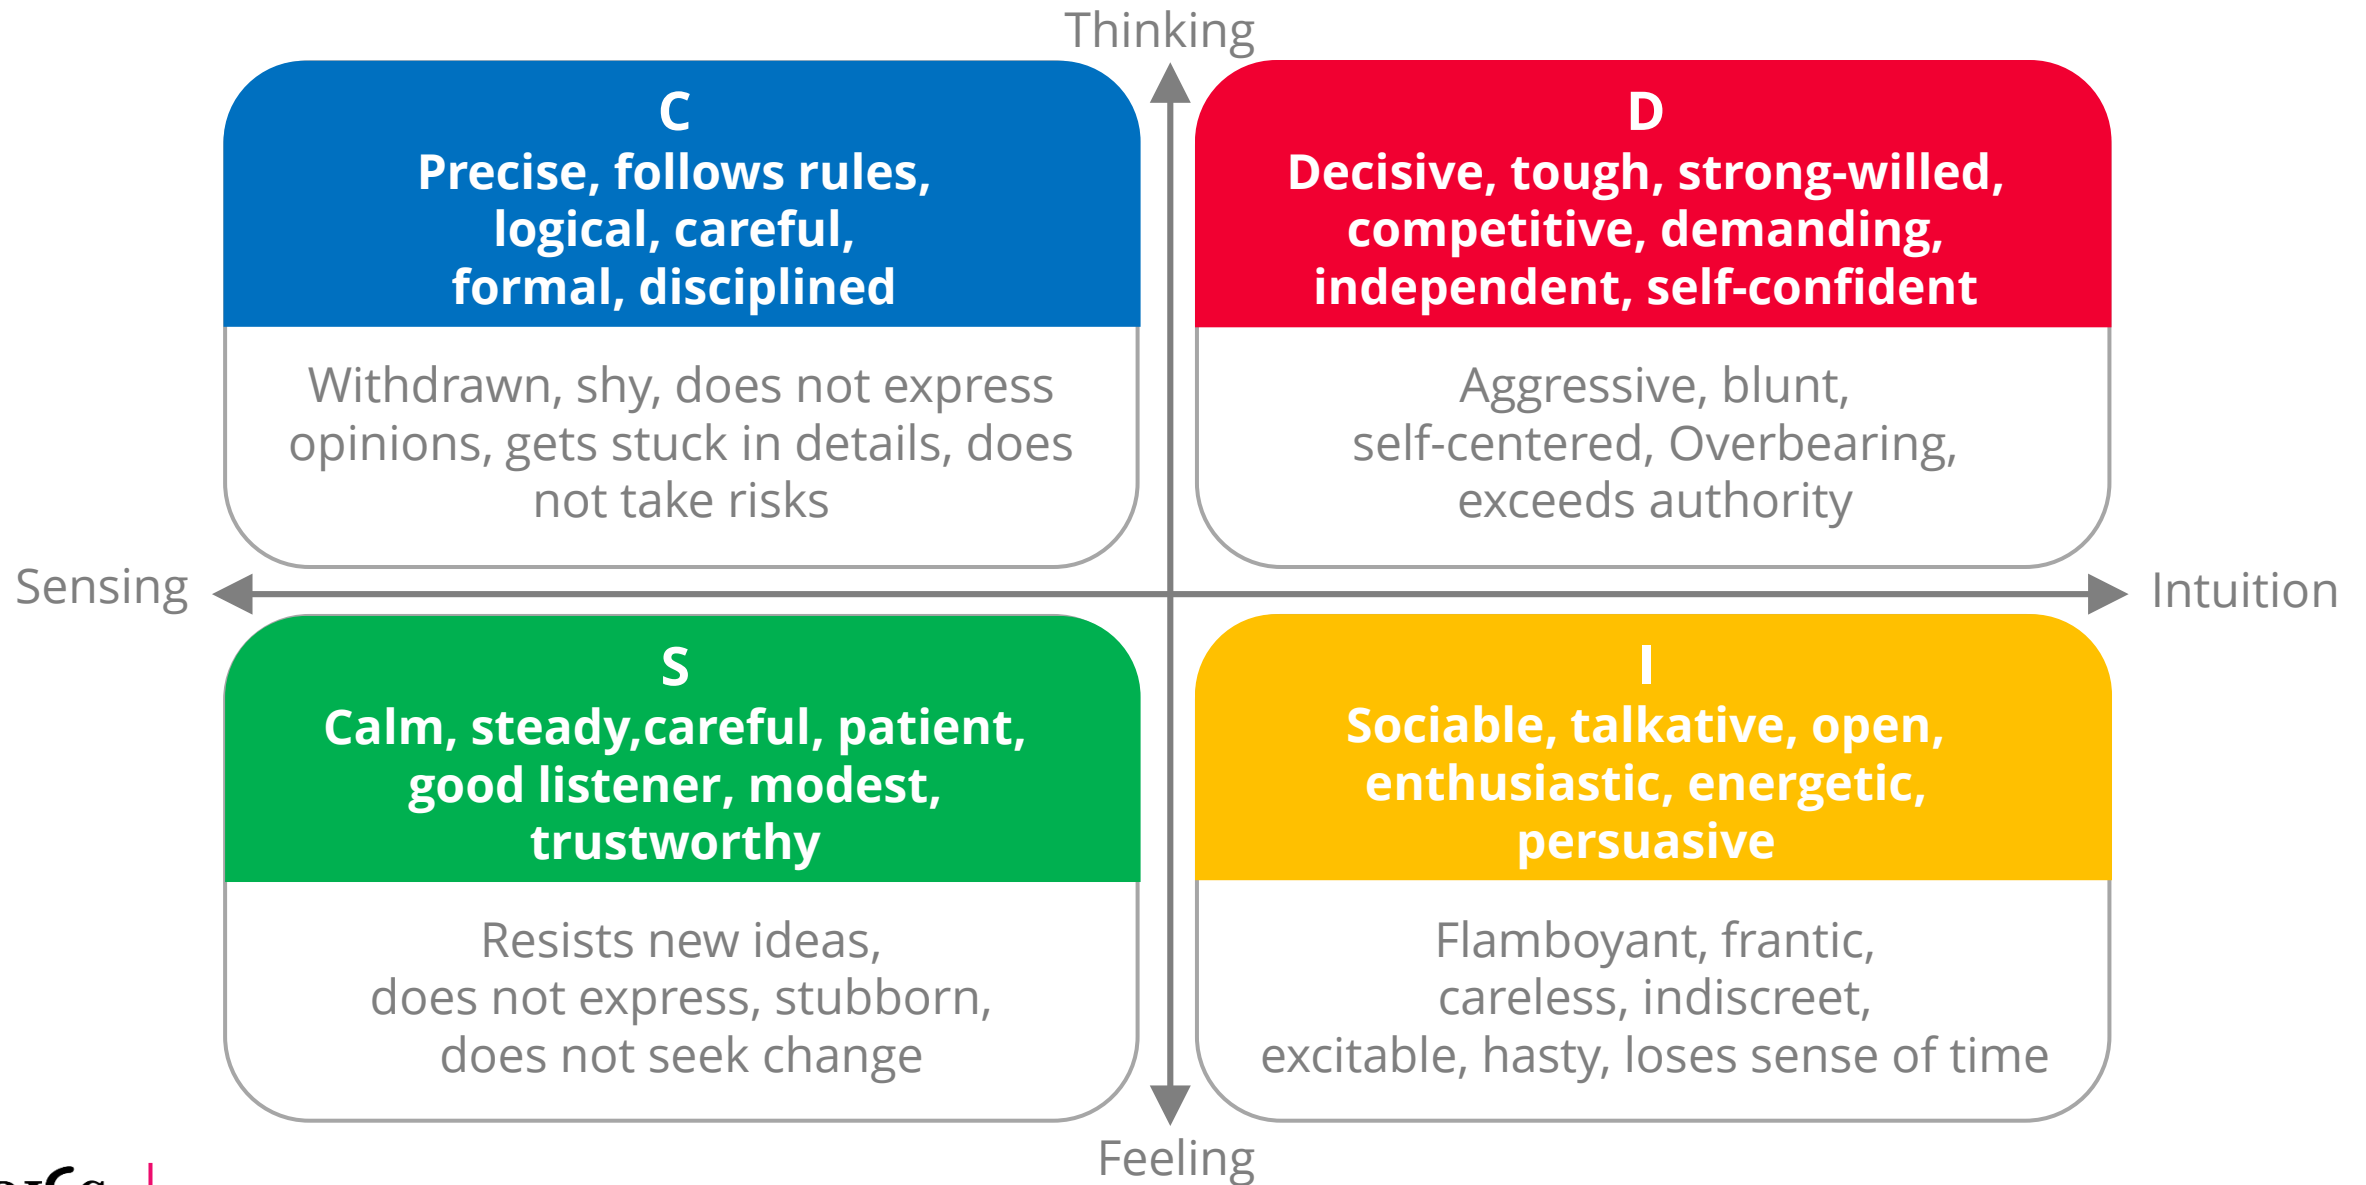 Thinking
C
Precise, follows rules,
logical, careful,
formal, disciplined
Withdrawn, shy, does not express
opinions, gets stuck in details, does
not take risks
D
Decisive, tough, strong-willed,
competitive, demanding,
independent, self-confident
Aggressive, blunt,
self-centered, Overbearing,
exceeds authority
Sensing
Intuition
S
Calm, steady,careful, patient,
good listener, modest,
trustworthy
Resists new ideas,
does not express, stubborn,
does not seek change
I
Sociable, talkative, open,
enthusiastic, energetic,
persuasive
Flamboyant, frantic,
careless, indiscreet,
excitable, hasty, loses sense of time
Feeling